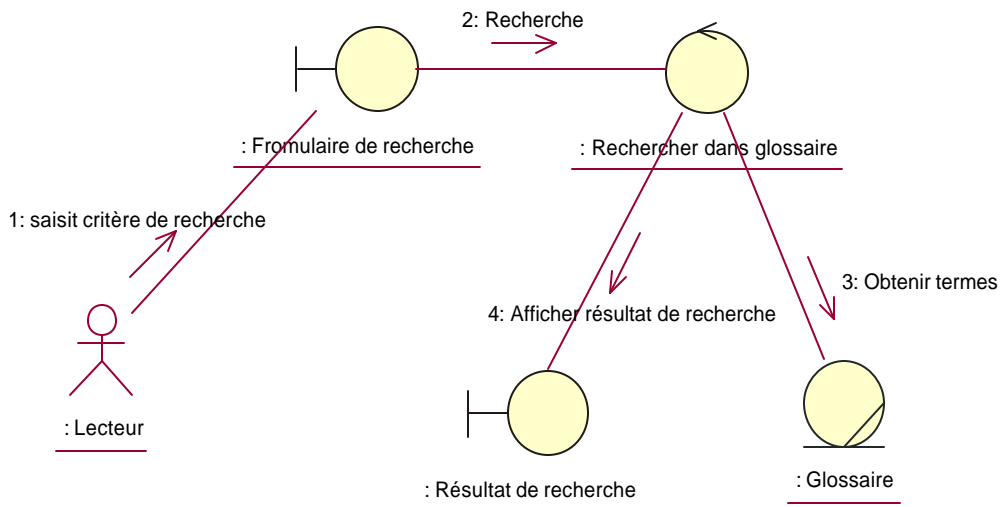 2: Recherche
: Fromulaire de recherche
: Rechercher dans glossaire
1: saisit critère de recherche
3: Obtenir termes
4: Afficher résultat de recherche
: Lecteur
: Glossaire
: Résultat de recherche